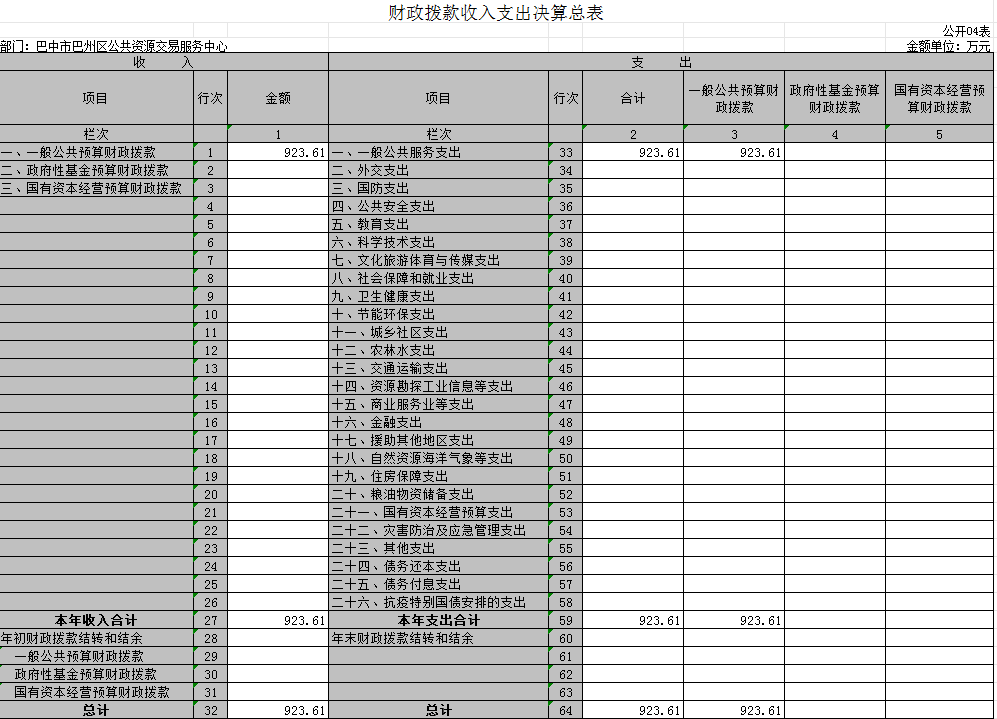 财政拨款收入支出决算总表
公开04表
部门：巴中市巴州区公共资源交易服务中心 金额单位：万元
收 入 支 出
项目 行次 金额 项目 行次 合计 一般公共预算财政拨款 政府性基金预算财政拨款 国有资本经营预算财政拨款
栏次 1 栏次 2 3 4 5
一、一般公共预算财政拨款 1 923.61 一、一般公共服务支出 33 923.61 923.61
二、政府性基金预算财政拨款 2 二、外交支出 34
三、国有资本经营预算财政拨款 3 三、国防支出 35
4 四、公共安全支出 36
5 五、教育支出 37
6 六、科学技术支出 38
7 七、文化旅游体育与传媒支出 39
8 八、社会保障和就业支出 40
9 九、卫生健康支出 41
10 十、节能环保支出 42
11 十一、城乡社区支出 43
12 十二、农林水支出 44
13 十三、交通运输支出 45
14 十四、资源勘探工业信息等支出 46
15 十五、商业服务业等支出 47
16 十六、金融支出 48
17 十七、援助其他地区支出 49
18 十八、自然资源海洋气象等支出 50
19 十九、住房保障支出 51
20 二十、粮油物资储备支出 52
21 二十一、国有资本经营预算支出 53
22 二十二、灾害防治及应急管理支出 54
23 二十三、其他支出 55
24 二十四、债务还本支出 56
25 二十五、债务付息支出 57
26 二十六、抗疫特别国债安排的支出 58
本年收入合计 27 923.61 本年支出合计 59 923.61 923.61
年初财政拨款结转和结余 28 年末财政拨款结转和结余 60
一般公共预算财政拨款 29 61
政府性基金预算财政拨款 30 62
国有资本经营预算财政拨款 31 63
总计 32 923.61 总计 64 923.61 923.61